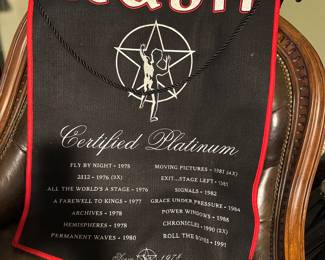 Certified Platinum
FLY BY NIGHT • 1975
2112 • 1976 (3X)
ALL THE WORLD'S A STAGE • 1976
A FAREWELL TO KINGS • 1977
ARCHIVES • 1978
HEMISPHERES • 1978
PERMANENT WAVES • 1980
MOVING PICTURES • 1981 (4X)
EXIT...STAGE LEFT • 1981
SIGNALS • 1982
GRACE UNDER PRESSURE • 1984
POWER WINDOWS • 1985
CHRONICLES • 1990 (2X)
ROLL THE BONES • 1991